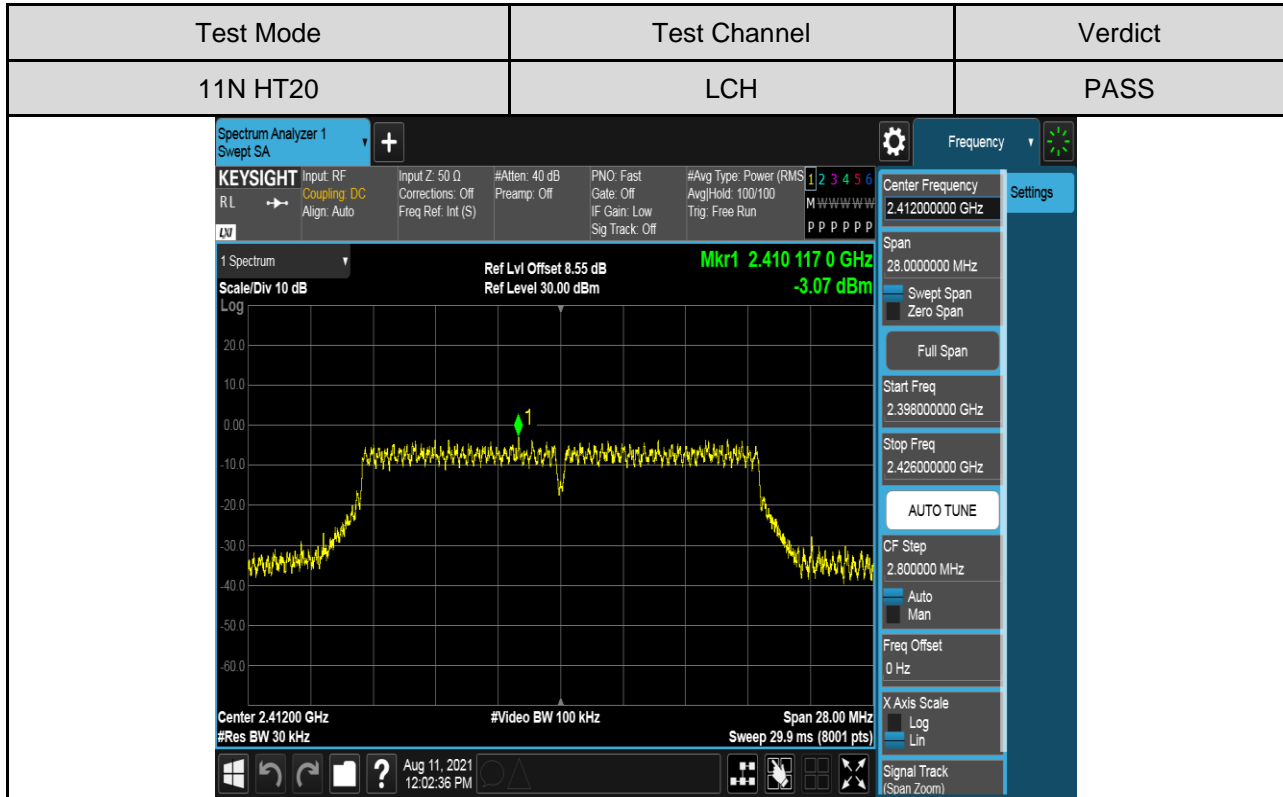 Test Mode Test Channel Verdict
11N HT20 LCH PASS
Spectrum Analyzer 1
Swept SA
+
Frequency
KEYSIGHT
RL
LXI
Input: RF
Coupling: DC
Align: Auto
Input Z: 50 Ω
Corrections: Off
Freq Ref: Int (S)
#Atten: 40 dB
Preamp: Off
PNO: Fast
Gate: Off
IF Gain: Low
Sig Track: Off
#Avg Type: Power (RMS
Avg|Hold: 100/100
Trig: Free Run
1 2 3 4 5 6
M W W W W W
P P P P P P
1 Spectrum
Scale/Div 10 dB
Log
Ref Lvl Offset 8.55 dB
Ref Level 30.00 dBm
Mkr1 2.410 117 0 GHz
-3.07 dBm
20.0
10.0
0.00
-10.0
-20.0
-30.0
-40.0
-50.0
-60.0
1
Center 2.41200 GHz
#Res BW 30 kHz
#Video BW 100 kHz
Span 28.00 MHz
Sweep 29.9 ms (8001 pts)
Aug 11, 2021
12:02:36 PM
?
Settings
Center Frequency
2.412000000 GHz
Span
28.0000000 MHz
Swept Span
Zero Span
Full Span
Start Freq
2.398000000 GHz
Stop Freq
2.426000000 GHz
AUTO TUNE
CF Step
2.800000 MHz
Auto
Man
Freq Offset
0 Hz
X Axis Scale
Log
Lin
Signal Track
(Span Zoom)